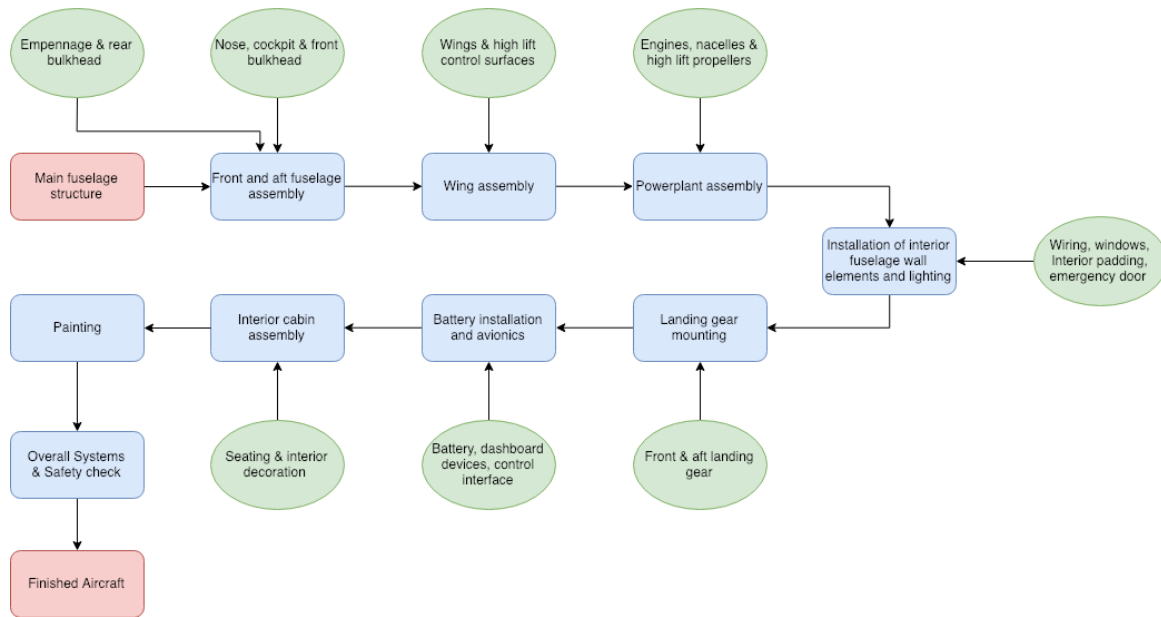 Empennage & rear
bulkhead
Nose, cockpit & front
bulkhead
Wings & high lift
control surfaces
Engines, nacelles &
high lift propellers
Main fuselage
structure
Front and aft fuselage
assembly
Wing assembly
Powerplant assembly
Installation of interior
fuselage wall
elements and lighting
Wiring, windows,
Interior padding,
emergency door
Painting
Interior cabin
assembly
Battery installation
and avionics
Landing gear
mounting
Overall Systems
& Safety check
Seating & interior
decoration
Battery, dashboard
devices, control
interface
Front & aft landing
gear
Finished Aircraft